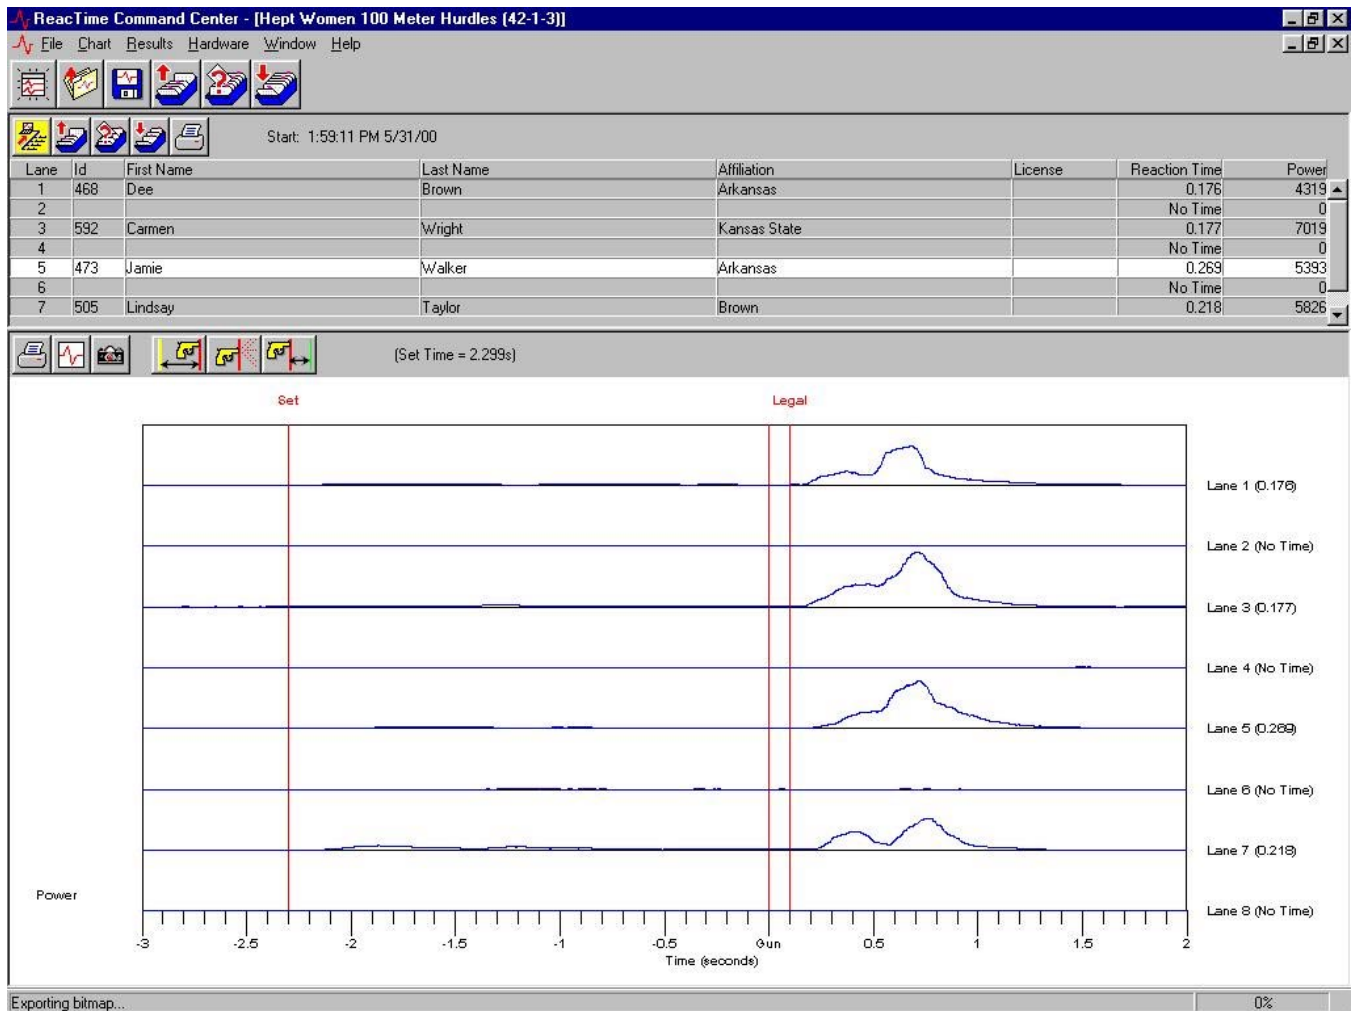 ReacTime Command Center - [Hept Women 100 Meter Hurdles (42-1-3)]
File Chart Results Hardware Window Help
Start: 1:59:11 PM 5/31/00
Lane Id First Name Last Name Affiliation License Reaction Time Power
1 468 Dee Brown Arkansas 0.176 4319
2 No Time 0
3 592 Carmen Wright Kansas State 0.177 7019
4 No Time 0
5 473 Jamie Walker Arkansas 0.269 5393
6 No Time 0
7 505 Lindsay Taylor Brown 0.218 5826
(Set Time = 2.299s)
Set Legal
Lane 1 (0.176)
Lane 2 (No Time)
Lane 3 (0.177)
Lane 4 (No Time)
Lane 5 (0.269)
Lane 6 (No Time)
Lane 7 (0.218)
Power
Lane 8 (No Time)
-3 -2.5 -2 -1.5 -1 -0.5 Gun 0.5 1 1.5 2
Time (seconds)
Exporting bitmap... 0%